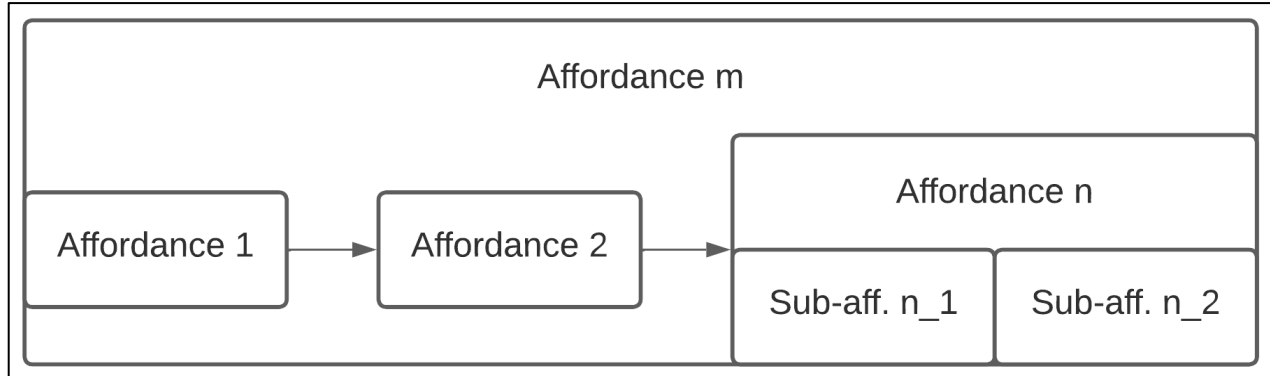 Affordance m
Affordance n
Affordance 1
Affordance 2
Sub-aff. n_1
Sub-aff. n_2